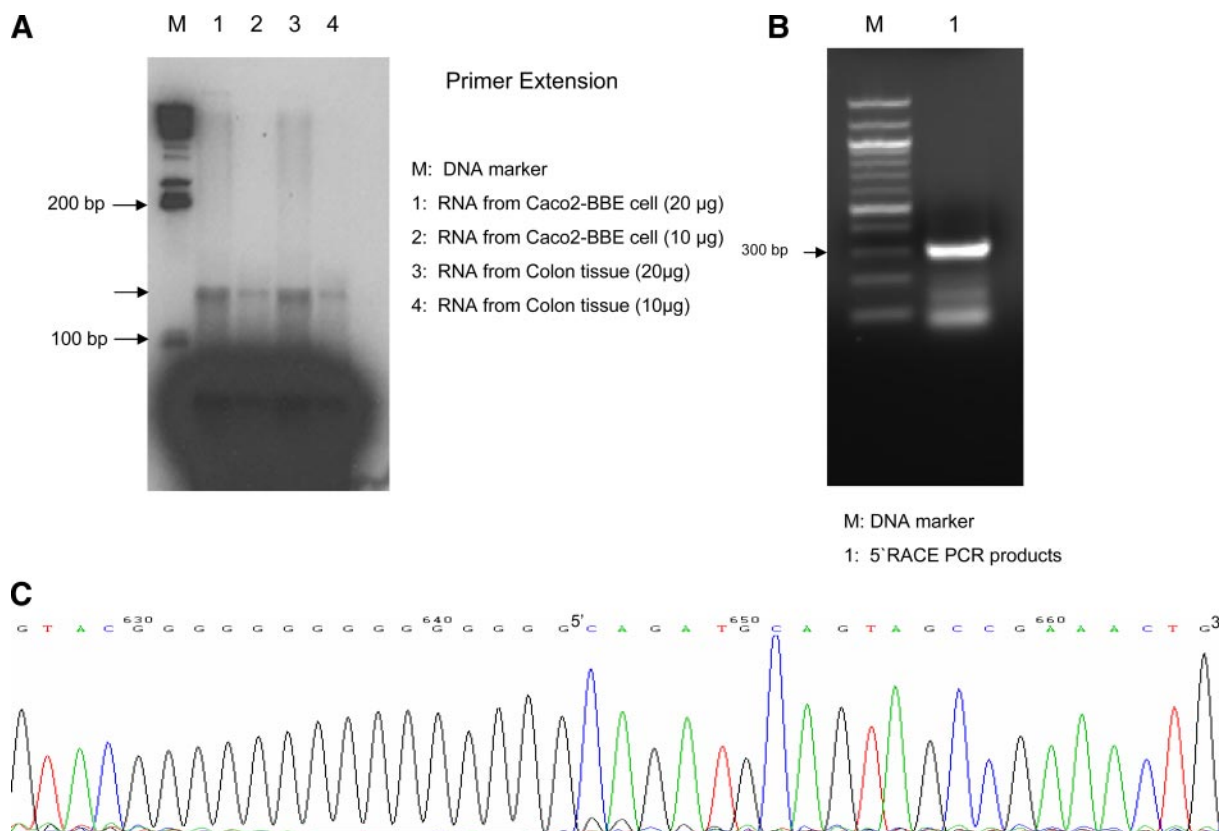 A
M 1 2 3 4
200 bp
100 bp
Primer Extension
M: DNA marker
1: RNA from Caco2-BBE cell (20 µg)
2: RNA from Caco2-BBE cell (10 µg)
3: RNA from Colon tissue (20µg)
4: RNA from Colon tissue (10µg)
B
M 1
300 bp
M: DNA marker
1: 5`RACE PCR products
C
630 640 5' 650 660 3
G T A C G G G G G G G G G G G G G G G C A G A T G C A G T A G C C G A A A C T G